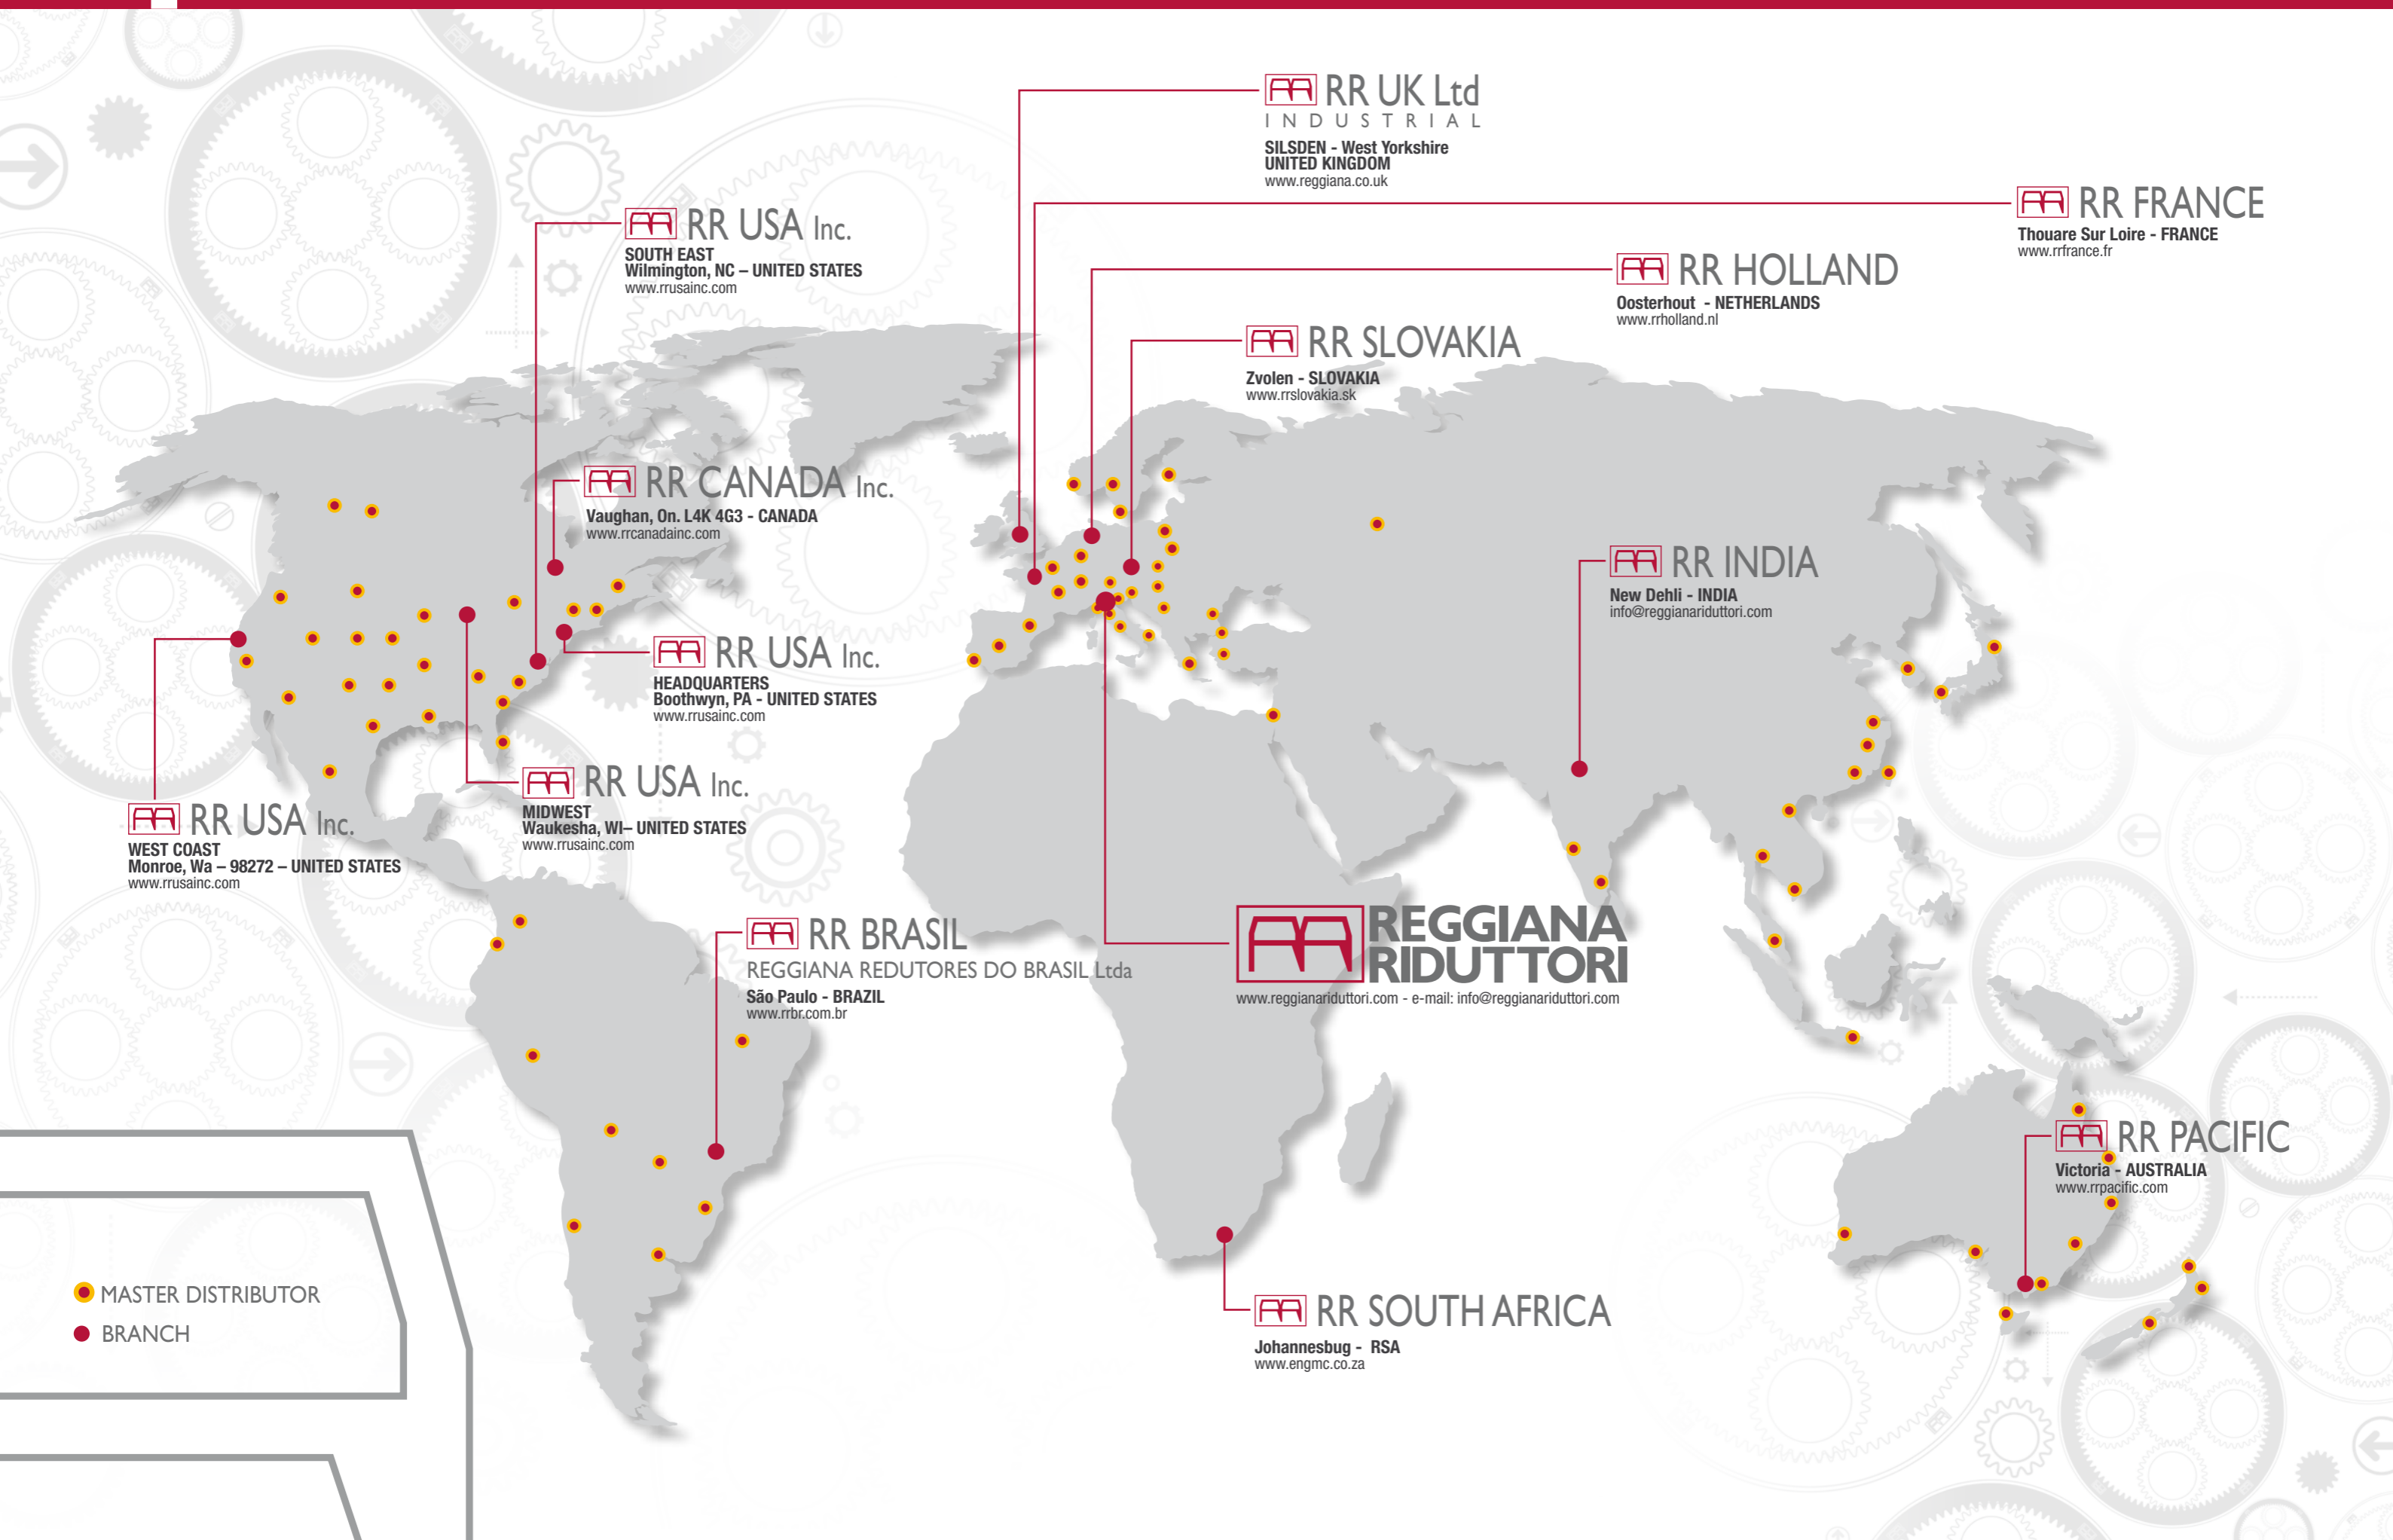 RR UK Ltd
INDUSTRIAL
SILSDEN - West Yorkshire
UNITED KINGDOM
www.reggiana.co.uk
RR FRANCE
Thouare Sur Loire - FRANCE
www.rrfrance.fr
RR USA Inc.
SOUTH EAST
Wilmington, NC – UNITED STATES
www.rrusainc.com
RR HOLLAND
Oosterhout - NETHERLANDS
www.rrholland.nl
RR SLOVAKIA
Zvolen - SLOVAKIA
www.rrslovakia.sk
RR CANADA Inc.
Vaughan, On. L4K 4G3 - CANADA
www.rrcanadainc.com
RR INDIA
New Dehli - INDIA
info@reggianariduttori.com
RR USA Inc.
HEADQUARTERS
Boothwyn, PA - UNITED STATES
www.rrusainc.com
RR USA Inc.
MIDWEST
Waukesha, WI– UNITED STATES
www.rrusainc.com
RR USA Inc.
WEST COAST
Monroe, Wa – 98272 – UNITED STATES
www.rrusainc.com
RR BRASIL
REGGIANA REDUTORES DO BRASIL Ltda
São Paulo - BRAZIL
www.rrbr.com.br
REGGIANA
RIDUTTORI
www.reggianariduttori.com - e-mail: info@reggianariduttori.com
RR PACIFIC
Victoria - AUSTRALIA
www.rrpacific.com
RR SOUTH AFRICA
Johannesbug - RSA
www.engmc.co.za
MASTER DISTRIBUTOR
BRANCH